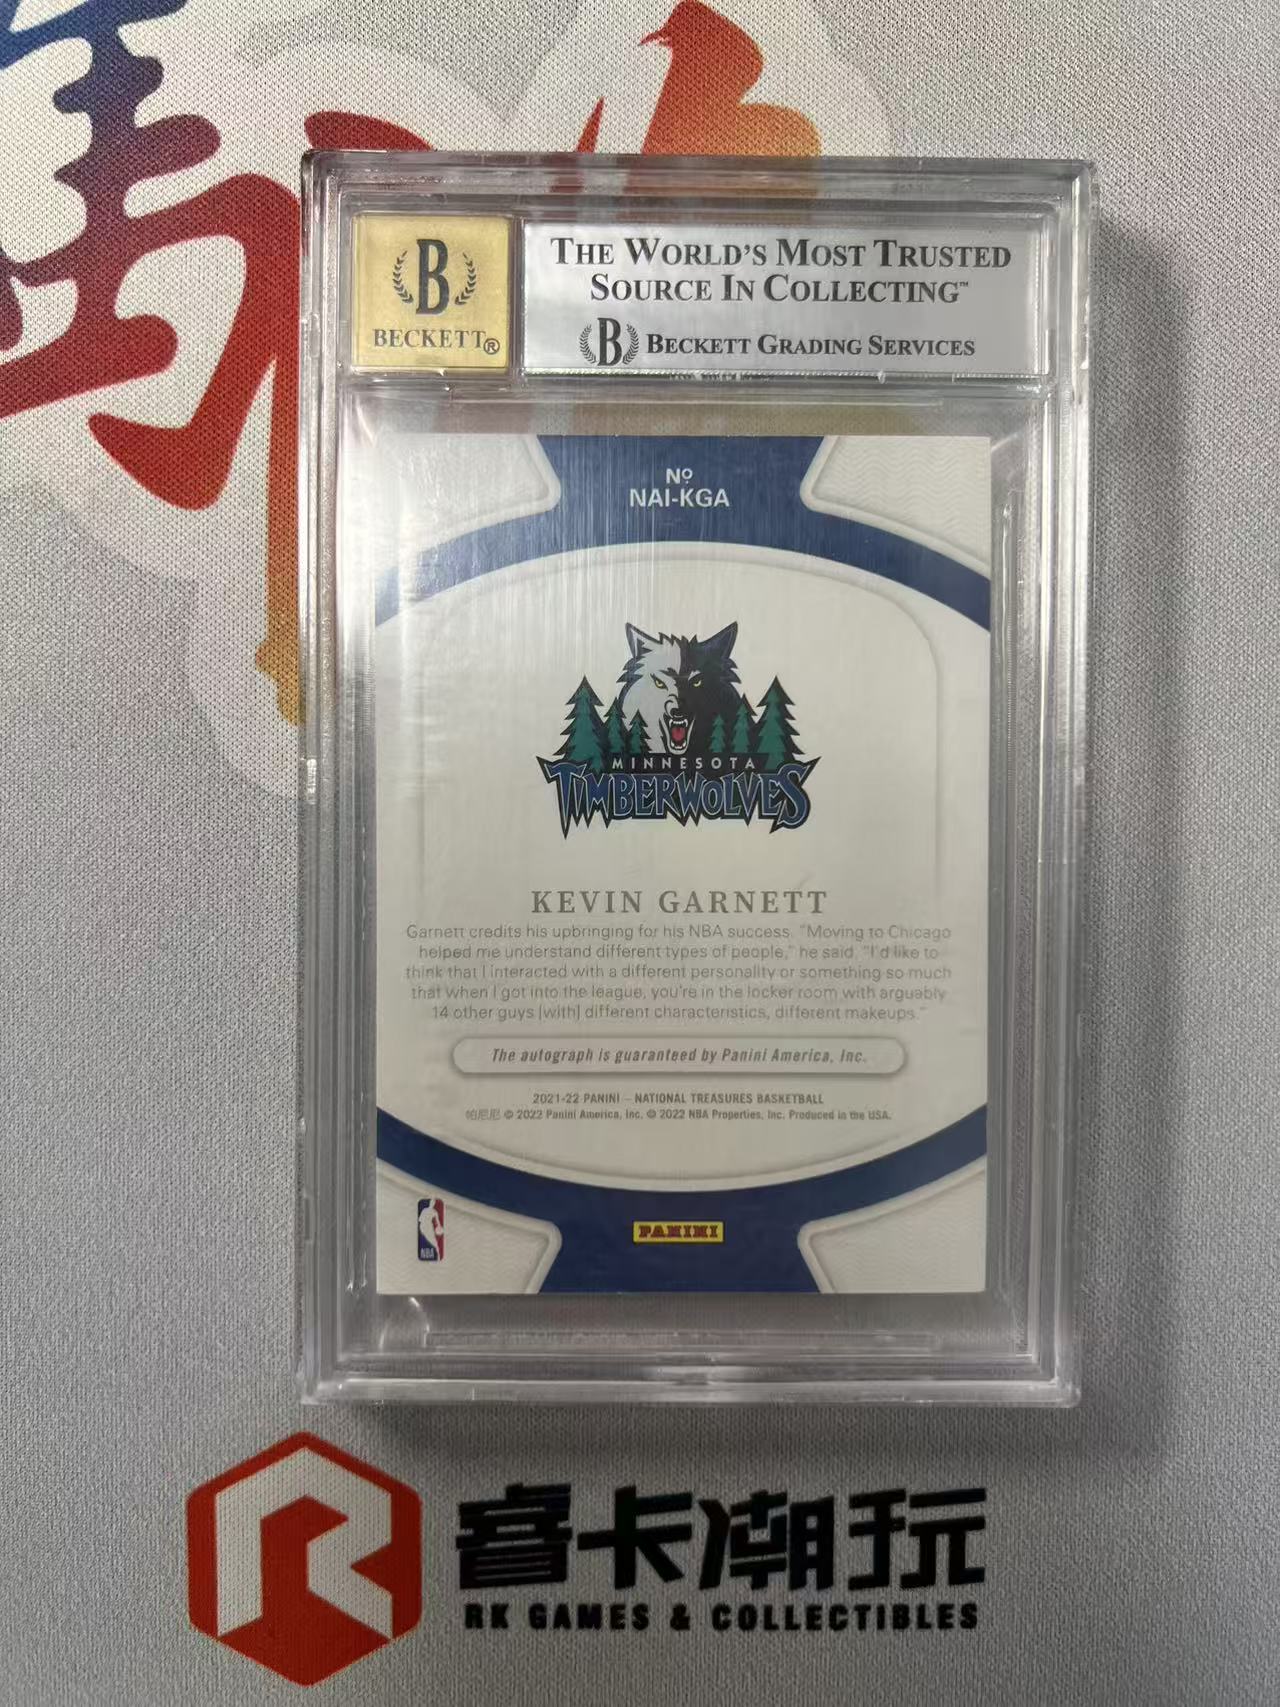 B
BECKETT®
THE WORLD'S MOST TRUSTED
SOURCE IN COLLECTING™
B BECKETT GRADING SERVICES
Nº
NAI-KGA
MINNESOTA
TIMBERWOLVES
KEVIN GARNETT
Garnett credits his upbringing for his NBA success. "Moving to Chicago
helped me understand different types of people," he said. "I'd like to
think that I interacted with a different personality or something so much
that when I got into the league, you're in the locker room with arguably
14 other guys [with] different characteristics, different makeups."
The autograph is guaranteed by Panini America, Inc.
2021-22 PANINI – NATIONAL TREASURES BASKETBALL
帕尼尼 © 2022 Panini America, Inc. © 2022 NBA Properties, Inc. Produced in the USA.
NBA
PANINI
睿卡潮玩
RK GAMES & COLLECTIBLES